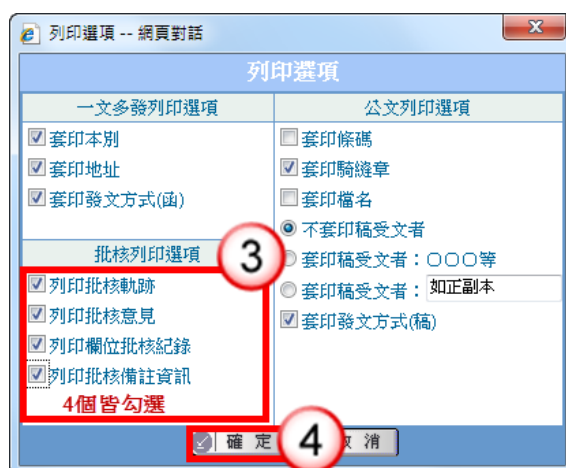 列印選項 -- 網頁對話
列印選項
一文多發列印選項
套印本別
套印地址
套印發文方式(函)
批核列印選項
3
列印批核軌跡
列印批核意見
列印欄位批核紀錄
列印批核備註資訊
4個皆勾選
公文列印選項
套印條碼
套印騎縫章
套印檔名
不套印稿受文者
套印稿受文者：○○○等
套印稿受文者： 如正副本
套印發文方式(稿)
確 定 4 消